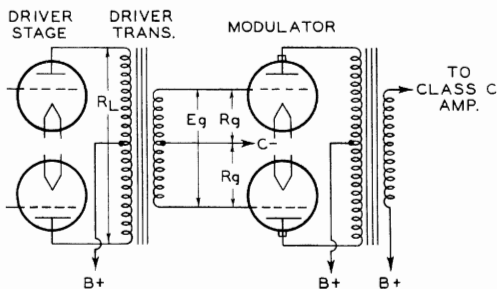 DRIVER STAGE
DRIVER TRANS.
MODULATOR
TO CLASS C AMP.
RL
Eg
Rg
C-
Rg
B+
B+
B+